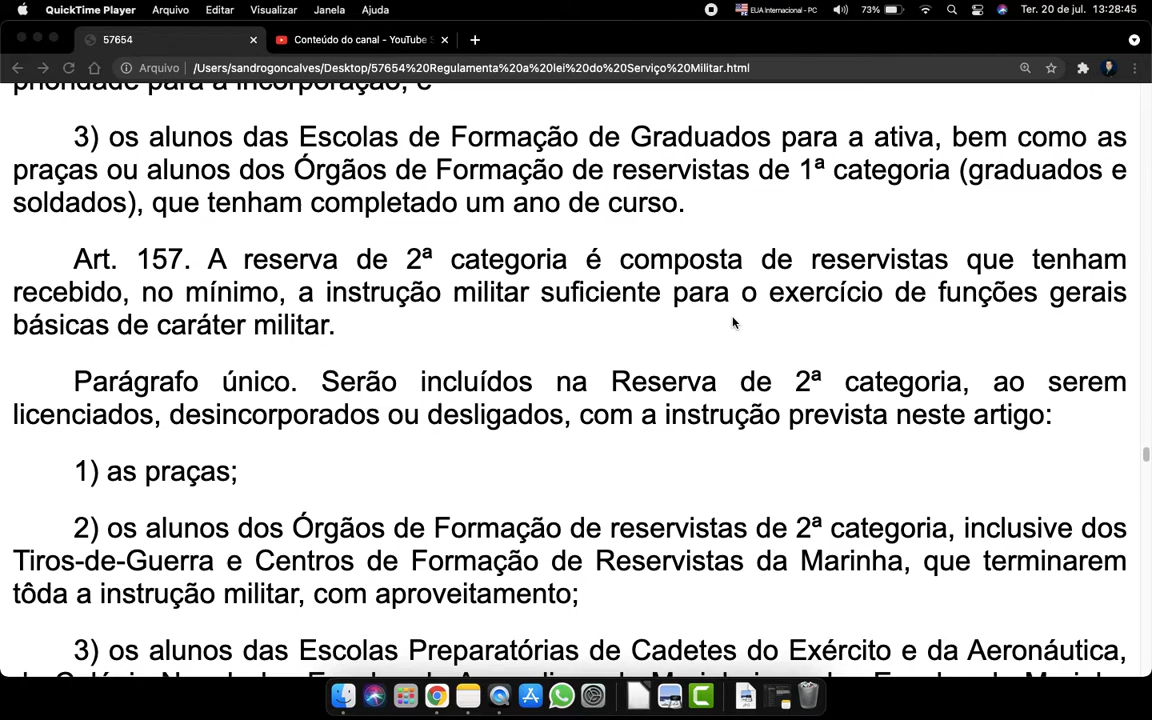 QuickTime Player Arquivo Editar Visualizar Janela Ajuda EUA Internacional - PC 73% Ter. 20 de jul. 13:28:45
57654 Conteúdo do canal - YouTube
Arquivo /Users/sandrogoncalves/Desktop/57654%20Regulamenta%20a%20lei%20do%20Serviço%20Militar.html
prioridade para a incorporação; e
3) os alunos das Escolas de Formação de Graduados para a ativa, bem como as
praças ou alunos dos Órgãos de Formação de reservistas de 1ª categoria (graduados e
soldados), que tenham completado um ano de curso.
Art. 157. A reserva de 2ª categoria é composta de reservistas que tenham
recebido, no mínimo, a instrução militar suficiente para o exercício de funções gerais
básicas de caráter militar.
Parágrafo único. Serão incluídos na Reserva de 2ª categoria, ao serem
licenciados, desincorporados ou desligados, com a instrução prevista neste artigo:
1) as praças;
2) os alunos dos Órgãos de Formação de reservistas de 2ª categoria, inclusive dos
Tiros-de-Guerra e Centros de Formação de Reservistas da Marinha, que terminarem
tôda a instrução militar, com aproveitamento;
3) os alunos das Escolas Preparatórias de Cadetes do Exército e da Aeronáutica,